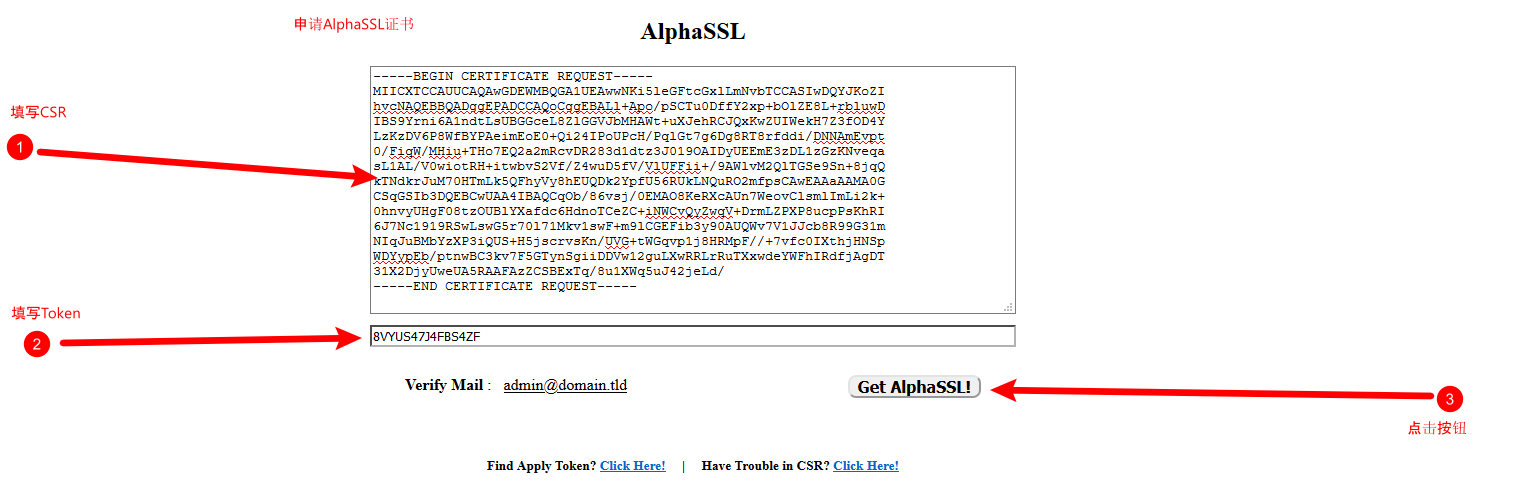 申请AlphaSSL证书
AlphaSSL
填写CSR
1
-----BEGIN CERTIFICATE REQUEST-----
MIICXTCCAUUCAQAwGDEWMBQGA1UEAwwNKi5leGFtcGxlLmNvbTCCASIwDQYJKoZI
hvcNAQEBBQADggEPADCCAQoCggEBALl+Apo/pSCTu0DffY2xp+bOlZE8L+rbluwD
IBS9Yrni6A1ndtLsUBGGceL8ZlGGVJbMHAWt+uXJehRCJQxKwZUIWekH7Z3fOD4Y
LzKzDV6P8WfBYPAeimEoE0+Qi24IPoUPcH/PqlGt7g6Dg8RT8rfddi/DNNAmEvpt
0/FigW/MHiu+THo7EQ2a2mRcvDR283d1dtz3J019OAIDyUEEmE3zDL1zGzKNveqa
sL1AL/V0wiotRH+itwbvS2Vf/Z4wuD5fV/VlUFFii+/9AWlvM2QlTGSe9Sn+8jqQ
kTNdkrJuM70HTmLk5QFhyVy8hEUQDk2YpfU56RUkLNQuRO2mfpsCAwEAAaAAMA0G
CSqGSIb3DQEBCwUAA4IBAQCqOb/86vsj/0EMAO8KeRXcAUn7WeovClsmlImLi2k+
0hnvyUHgF08tzOUBlYXafdc6HdnoTCeZC+iNWCvQyZwgV+DrmLZPXP8ucpPsKhRI
6J7Nc1919RSwLswG5r70l71Mkv1swF+m9lCGEFib3y90AUQWv7V1JJcb8R99G31m
NIqJuBMbYzXP3iQUS+H5jscrvsKn/UVG+tWGqvp1j8HRMpF//+7vfc0IXthjHNSp
WDYypEb/ptnwBC3kv7F5GTynSgiiDDVw12guLXwRRLrRuTXxwdeYWFhIRdfjAgDT
31X2DjyUweUA5RAAFAzZCSBExTq/8u1XWq5uJ42jeLd/
-----END CERTIFICATE REQUEST-----
填写Token
2
8VYUS47J4FBS4ZF
Verify Mail : admin@domain.tld
Get AlphaSSL!
3
点击按钮
Find Apply Token? Click Here! | Have Trouble in CSR? Click Here!